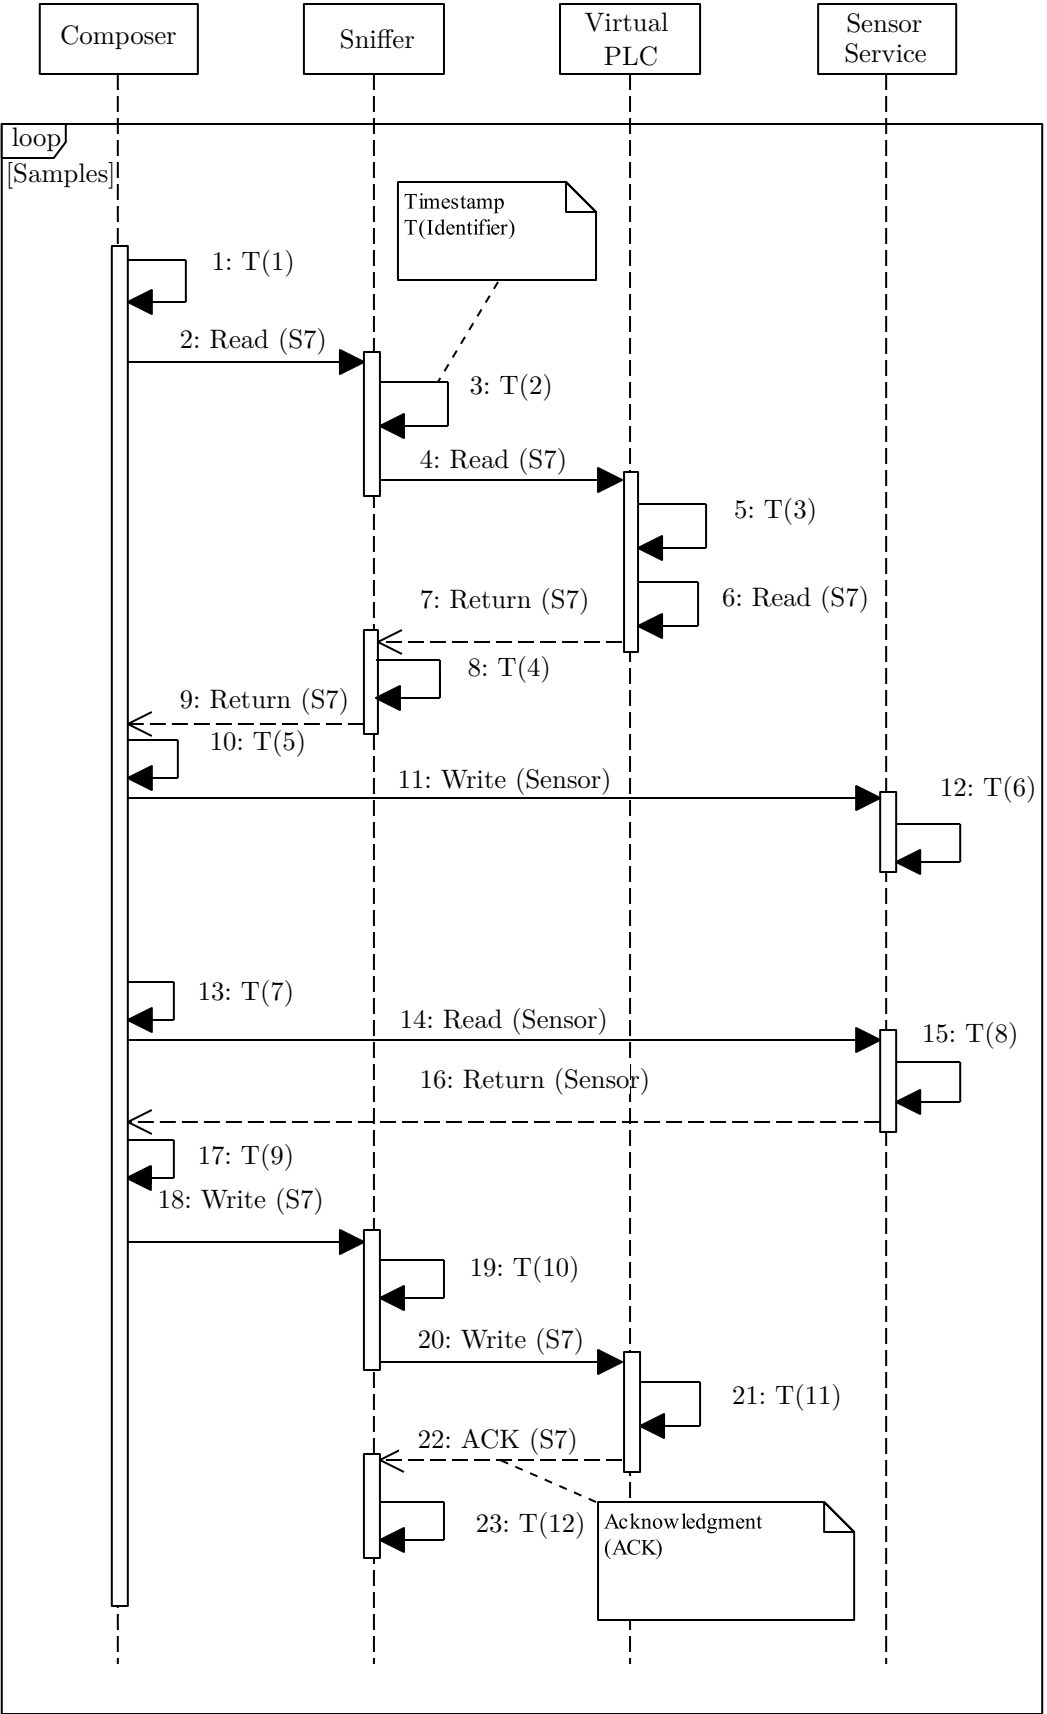 Composer
Sniffer
Virtual
PLC
Sensor
Service
loop
[Samples]
Timestamp
T(Identifier)
1: T(1)
2: Read (S7)
3: T(2)
4: Read (S7)
5: T(3)
6: Read (S7)
7: Return (S7)
8: T(4)
9: Return (S7)
10: T(5)
11: Write (Sensor)
12: T(6)
13: T(7)
14: Read (Sensor)
15: T(8)
16: Return (Sensor)
17: T(9)
18: Write (S7)
19: T(10)
20: Write (S7)
21: T(11)
22: ACK (S7)
23: T(12)
Acknowledgment
(ACK)